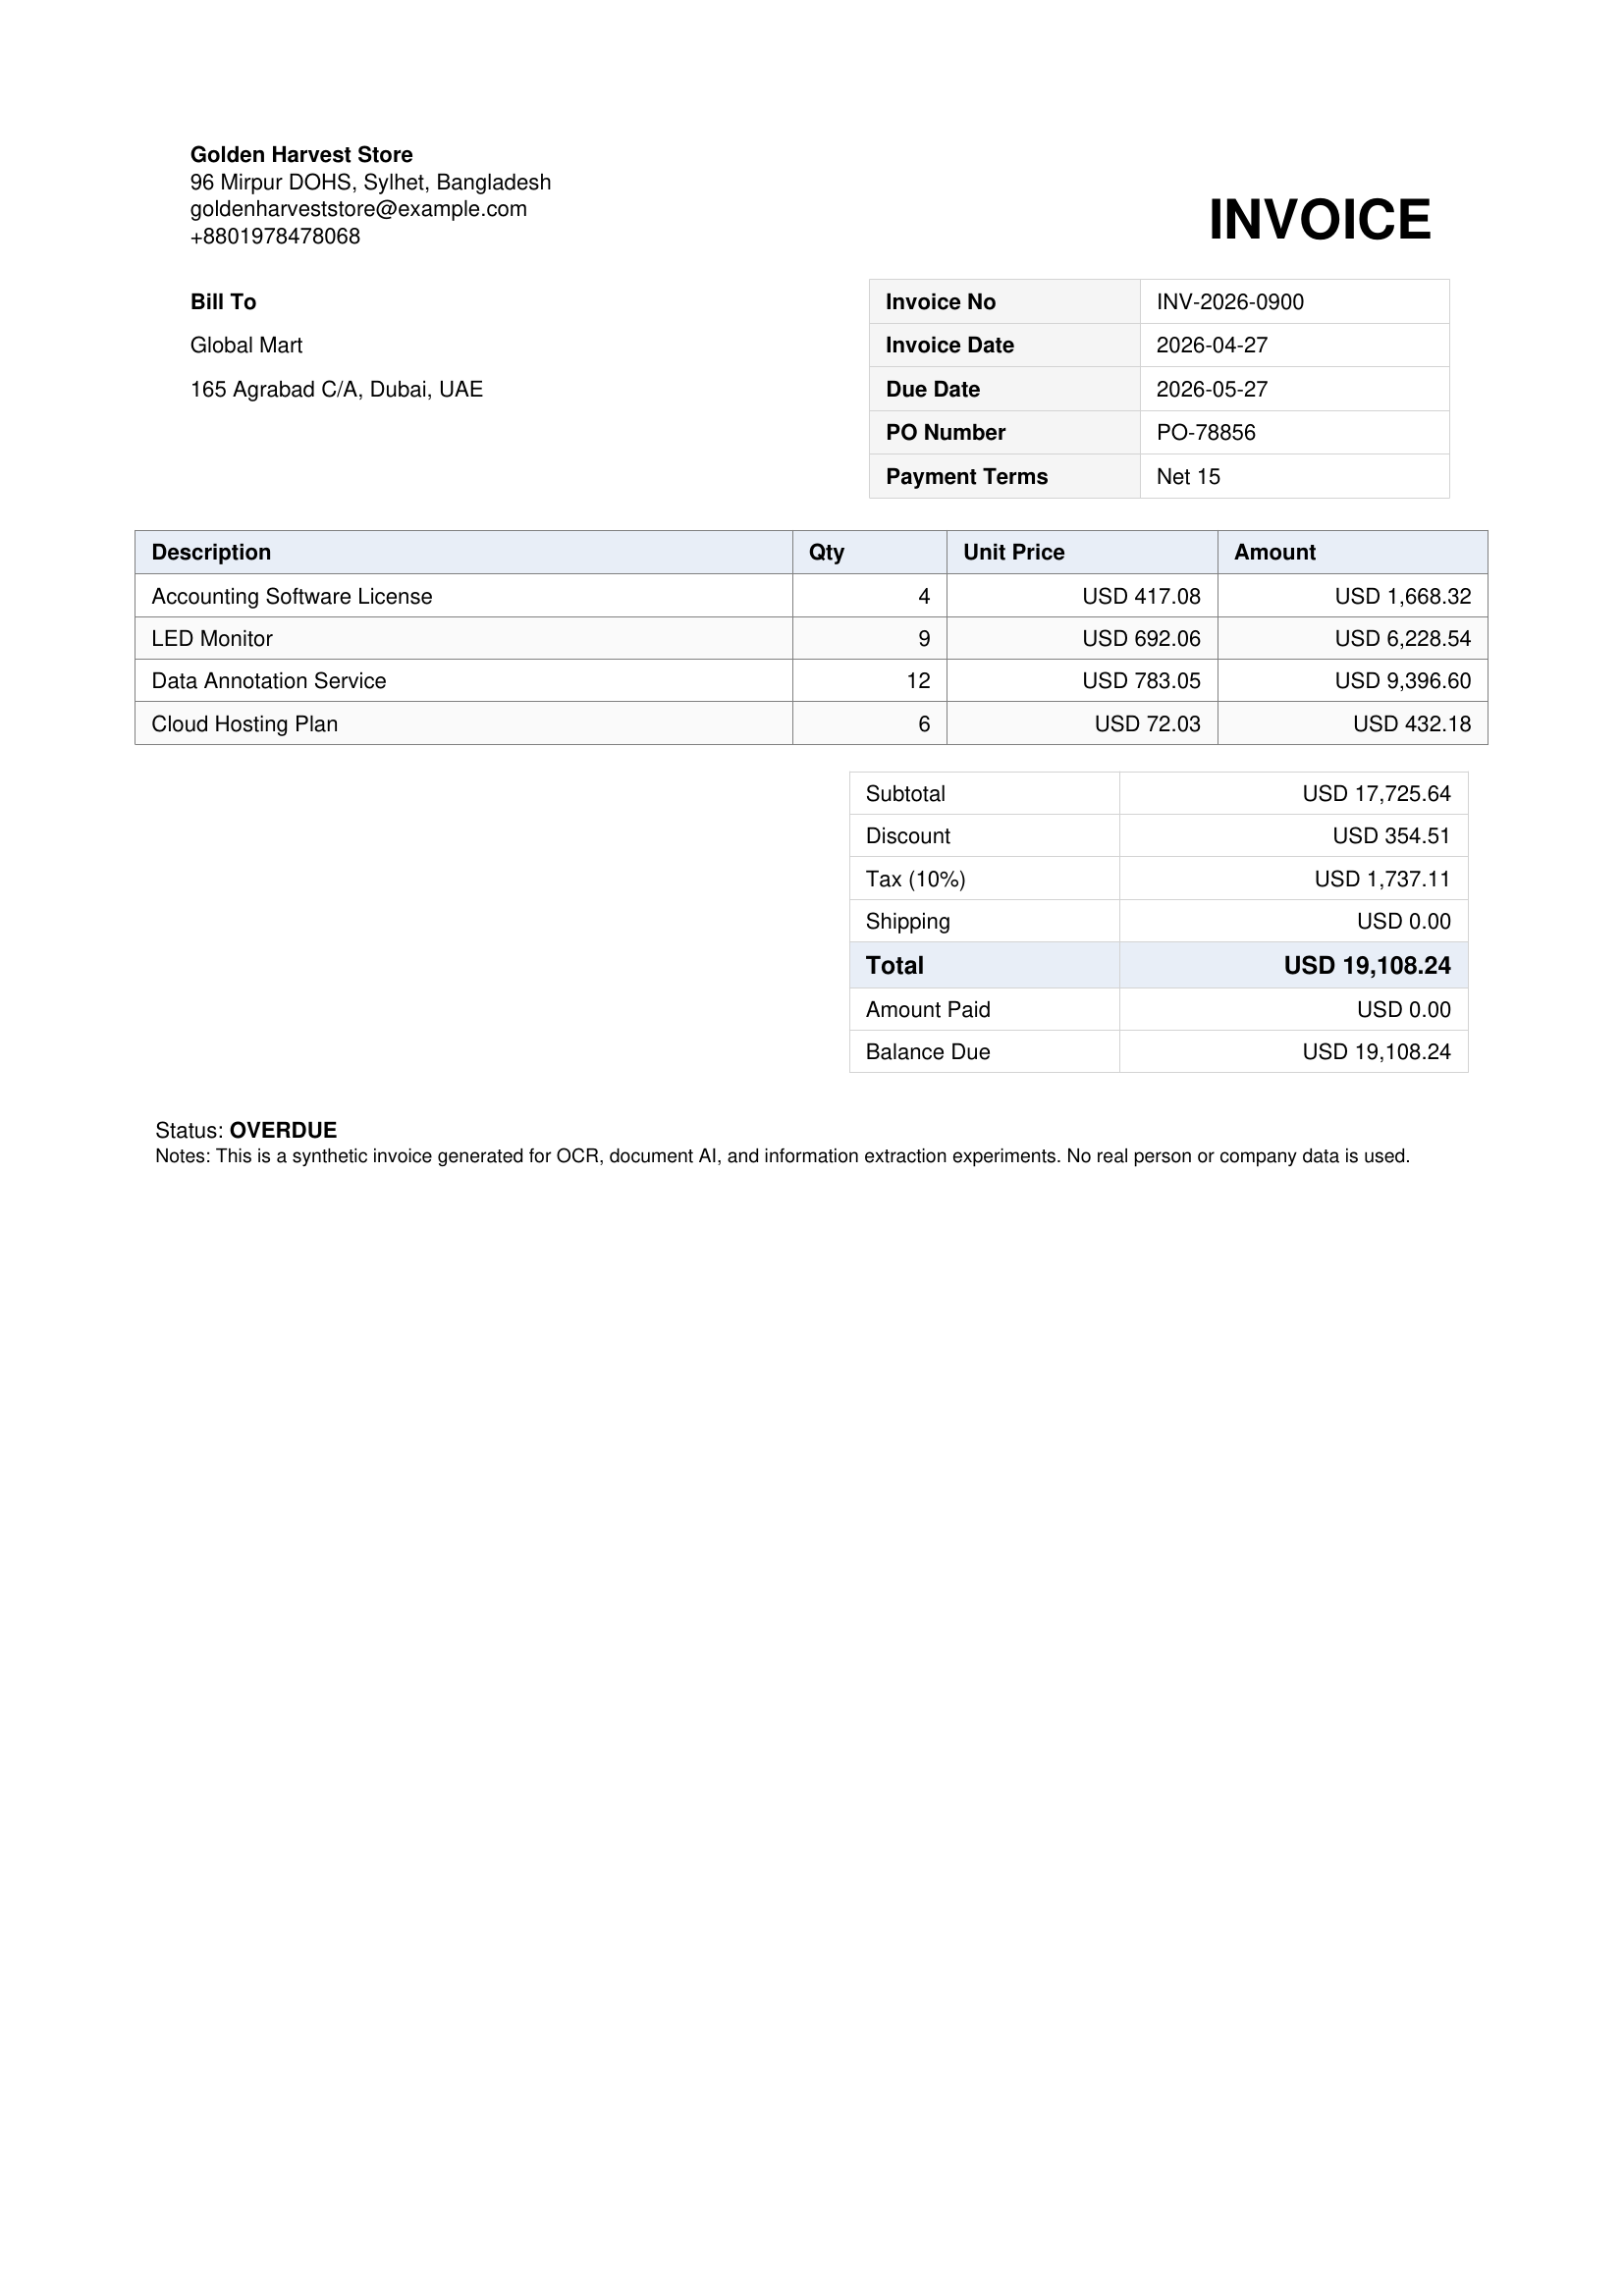 Golden Harvest Store
96 Mirpur DOHS, Sylhet, Bangladesh
goldenharveststore@example.com
+8801978478068
INVOICE
Bill To
Global Mart
165 Agrabad C/A, Dubai, UAE
Invoice No INV-2026-0900
Invoice Date 2026-04-27
Due Date 2026-05-27
PO Number PO-78856
Payment Terms Net 15
Description Qty Unit Price Amount
Accounting Software License 4 USD 417.08 USD 1,668.32
LED Monitor 9 USD 692.06 USD 6,228.54
Data Annotation Service 12 USD 783.05 USD 9,396.60
Cloud Hosting Plan 6 USD 72.03 USD 432.18
Subtotal USD 17,725.64
Discount USD 354.51
Tax (10%) USD 1,737.11
Shipping USD 0.00
Total USD 19,108.24
Amount Paid USD 0.00
Balance Due USD 19,108.24
Status: OVERDUE
Notes: This is a synthetic invoice generated for OCR, document AI, and information extraction experiments. No real person or company data is used.